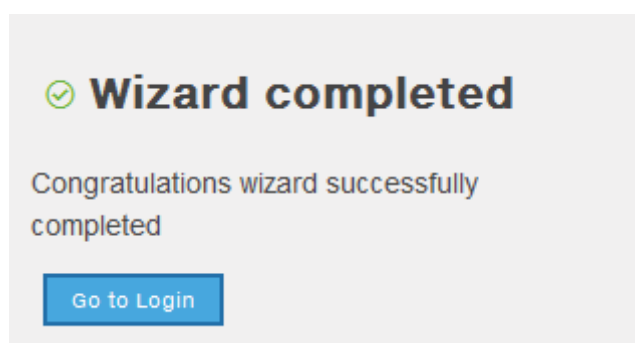 Wizard completed
Congratulations wizard successfully
completed
Go to Login